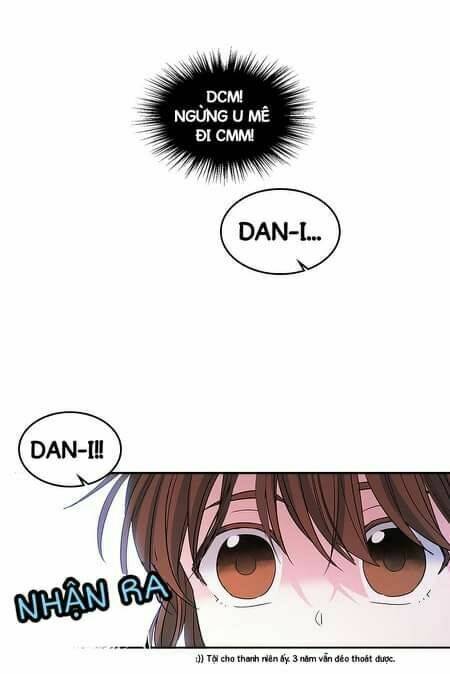 DCM!
NGỪNG U MÊ
ĐI CMM!
DAN-I...
DAN-I!!
NHẬN RA
:)) Tội cho thanh niên ấy. 3 năm vẫn đéo thoát được.